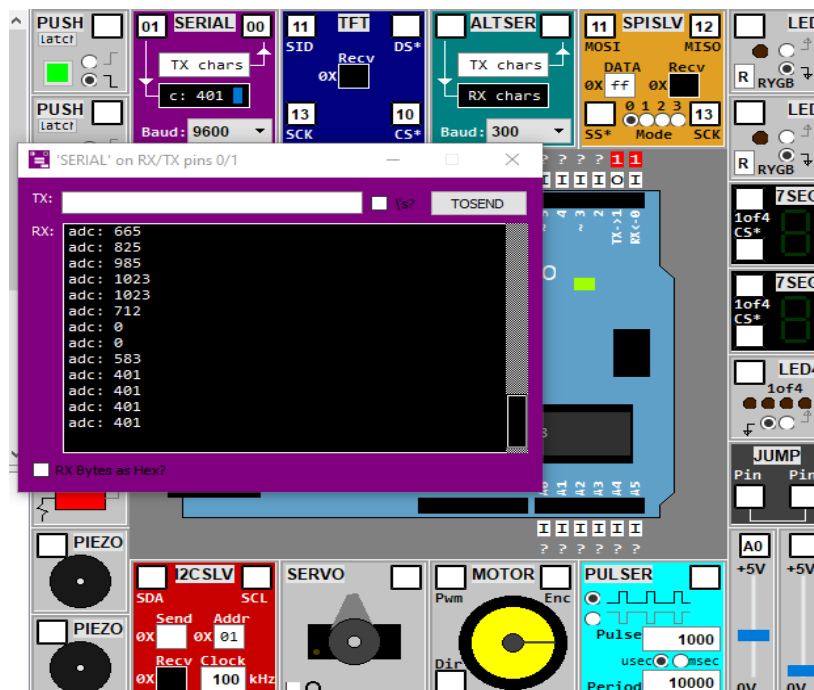 PUSH
Latch
PUSH
Latch
01 SERIAL 00
TX chars
c: 401
Baud: 9600
11 TFT
SID DS*
Recv
0X
13 10
SCK CS*
ALTSER
TX chars
RX chars
Baud: 300
11 SPISLV 12
MOSI MISO
DATA Recv
0X ff 0X
0 1 2 3 13
SS* Mode SCK
LED
R RYGB
LED
R RYGB
'SERIAL' on RX/TX pins 0/1
TX: \'s? TOSEND
RX:
adc: 665
adc: 825
adc: 985
adc: 1023
adc: 1023
adc: 712
adc: 0
adc: 0
adc: 583
adc: 401
adc: 401
adc: 401
adc: 401
RX Bytes as Hex?
? ? ? ? 1 1
I I I I O I
4
~ 3
2
TX->1
RX<-0
O
A0
A1
A2
A3
A4
A5
I I I I I I
? ? ? ? ? ?
7SEG
1of4
CS*
7SEG
1of4
CS*
LED4
1of4
JUMP
Pin Pin
A0
+5V +5V
0V 0V
PIEZO
PIEZO
I2CSLV
SDA SCL
Send Addr
0X 0X 01
Recv Clock
0X 100 kHz
SERVO
MOTOR
Pwm Enc
Dir
PULSER
Pulse 1000
usec msec
Period 10000